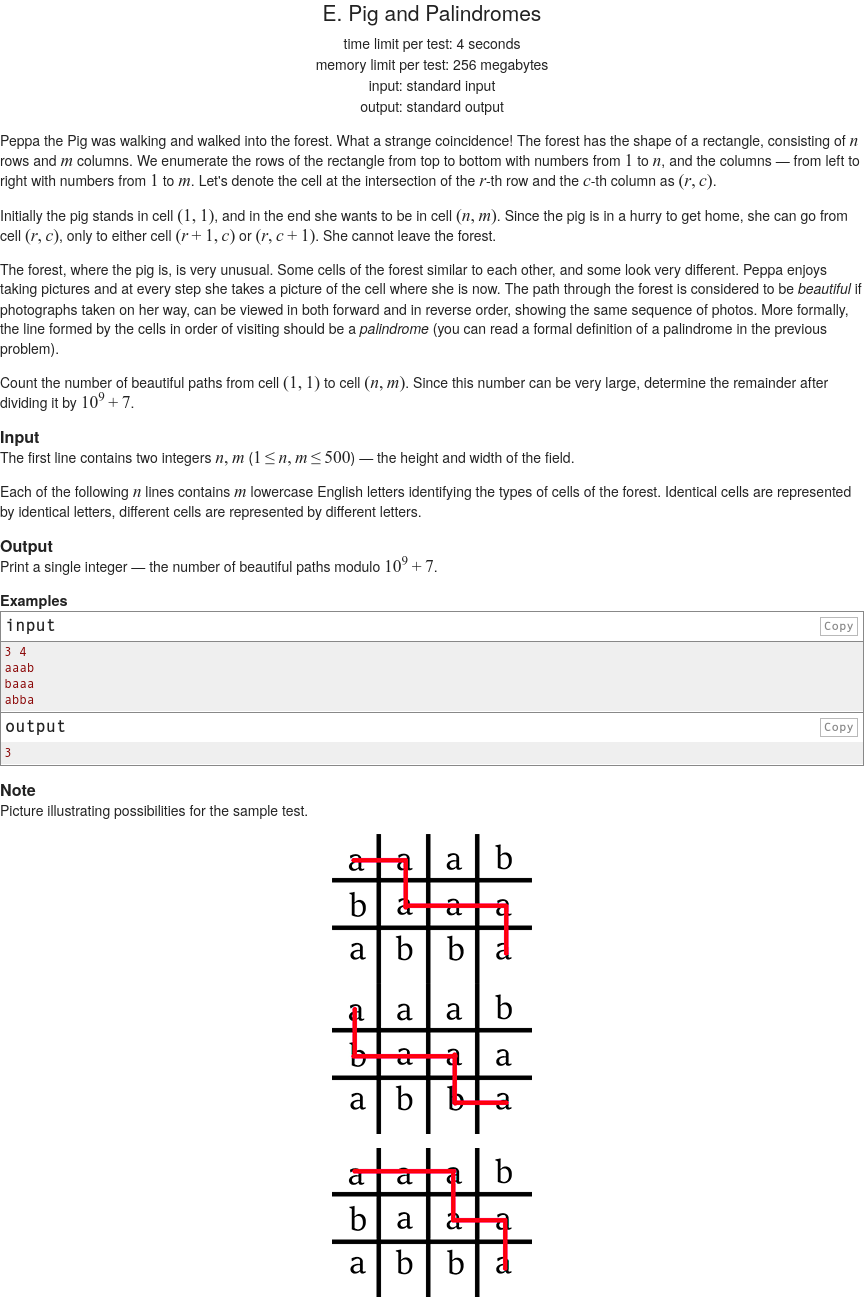 E. Pig and Palindromes
time limit per test: 4 seconds
memory limit per test: 256 megabytes
input: standard input
output: standard output
Peppa the Pig was walking and walked into the forest. What a strange coincidence! The forest has the shape of a rectangle, consisting of n
rows and m columns. We enumerate the rows of the rectangle from top to bottom with numbers from 1 to n, and the columns — from left to
right with numbers from 1 to m. Let's denote the cell at the intersection of the r-th row and the c-th column as (r, c).
Initially the pig stands in cell (1, 1), and in the end she wants to be in cell (n, m). Since the pig is in a hurry to get home, she can go from
cell (r, c), only to either cell (r + 1, c) or (r, c + 1). She cannot leave the forest.
The forest, where the pig is, is very unusual. Some cells of the forest similar to each other, and some look very different. Peppa enjoys
taking pictures and at every step she takes a picture of the cell where she is now. The path through the forest is considered to be beautiful if
photographs taken on her way, can be viewed in both forward and in reverse order, showing the same sequence of photos. More formally,
the line formed by the cells in order of visiting should be a palindrome (you can read a formal definition of a palindrome in the previous
problem).
Count the number of beautiful paths from cell (1, 1) to cell (n, m). Since this number can be very large, determine the remainder after
dividing it by 10^9 + 7.
Input
The first line contains two integers n, m (1 ≤ n, m ≤ 500) — the height and width of the field.
Each of the following n lines contains m lowercase English letters identifying the types of cells of the forest. Identical cells are represented
by identical letters, different cells are represented by different letters.
Output
Print a single integer — the number of beautiful paths modulo 10^9 + 7.
Examples
input Copy
3 4
aaab
baaa
abba
output Copy
3
Note
Picture illustrating possibilities for the sample test.
a a a b
b a a a
a b b a
a a a b
b a a a
a b b a
a a a b
b a a a
a b b a